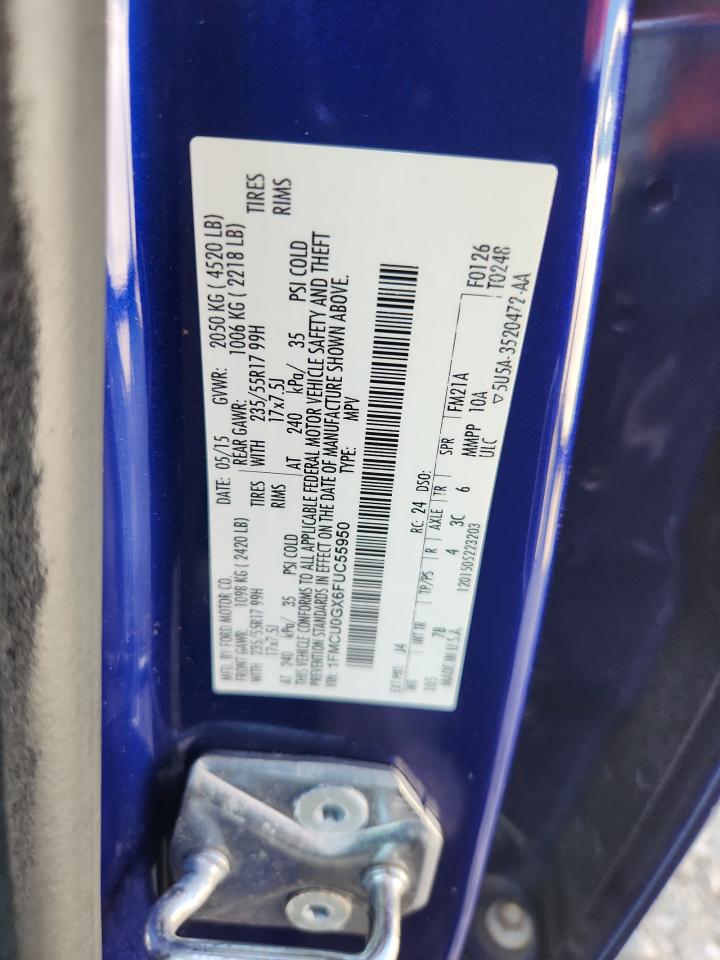 MFD. BY FORD MOTOR CO. DATE: 05/15 GVWR: 2050 KG ( 4520 LB)
FRONT GAWR: 1098 KG ( 2420 LB) REAR GAWR: 1006 KG ( 2218 LB)
WITH 235/55R17 99H TIRES WITH 235/55R17 99H TIRES
17x7.5J RIMS 17x7.5J RIMS
AT 240 kPa/ 35 PSI COLD AT 240 kPa/ 35 PSI COLD
THIS VEHICLE CONFORMS TO ALL APPLICABLE FEDERAL MOTOR VEHICLE SAFETY AND THEFT
PREVENTION STANDARDS IN EFFECT ON THE DATE OF MANUFACTURE SHOWN ABOVE.
VIN: 1FMCU0GX6FUC55950 TYPE: MPV
EXT PNT: J4 RC: 24 DSO: F0126
WB INT TR TP/PS R AXLE TR SPR FM21A T0248
105 7B 4 3C 6 MMPP 10A
MADE IN U.S.A. 1201505223203 ULC ▽5U5A-3520472-AA